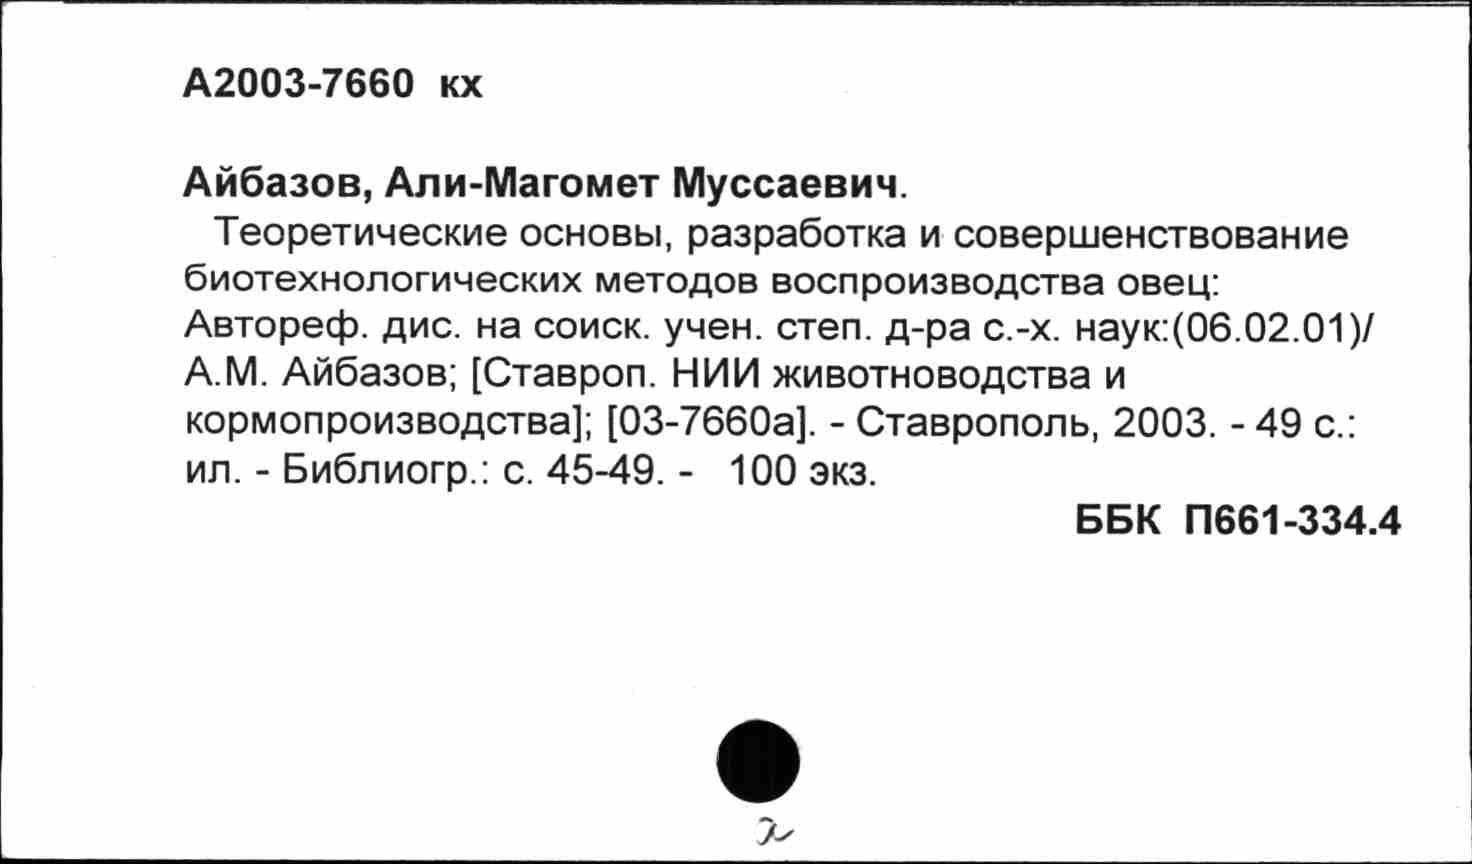 А2003-7660 кх
Айбазов, Али-Магомет Муссаевич.
Теоретические основы, разработка и совершенствование
биотехнологических методов воспроизводства овец:
Автореф. дис. на соиск. учен. степ. д-ра с.-х. наук:(06.02.01)/
А.М. Айбазов; [Ставроп. НИИ животноводства и
кормопроизводства]; [03-7660а]. - Ставрополь, 2003. - 49 с.:
ил. - Библиогр.: с. 45-49. - 100 экз.
ББК П661-334.4